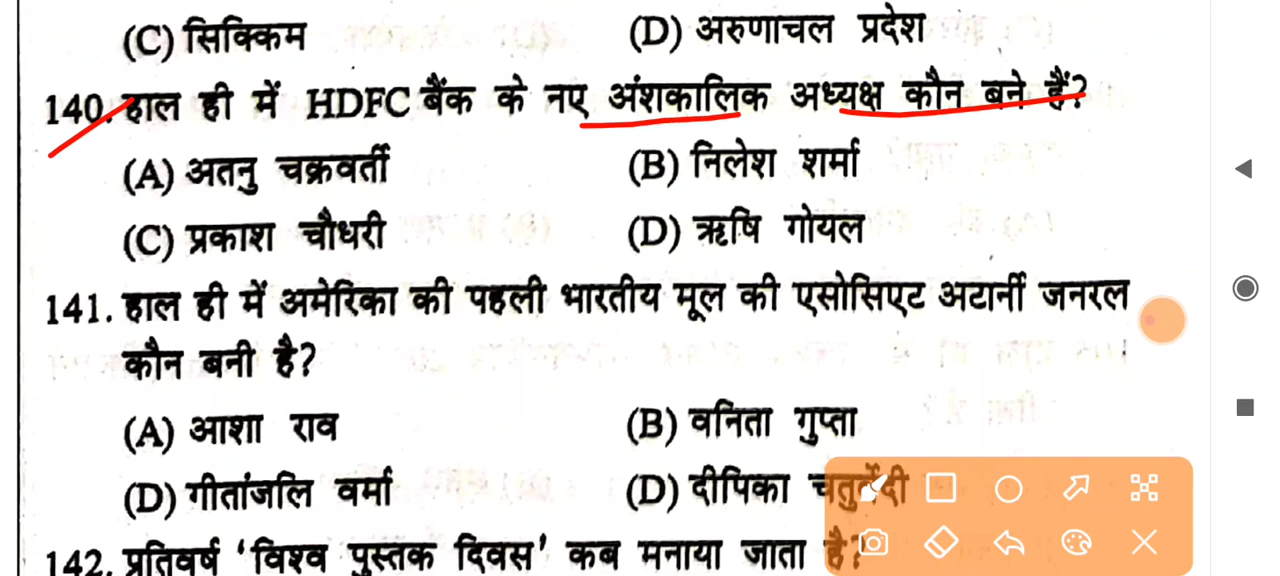 (C) सिक्किम (D) अरुणाचल प्रदेश
140. हाल ही में HDFC बैंक के नए अंशकालिक अध्यक्ष कौन बने हैं?
(A) अतनु चक्रवर्ती (B) निलेश शर्मा
(C) प्रकाश चौधरी (D) ऋषि गोयल
141. हाल ही में अमेरिका की पहली भारतीय मूल की एसोसिएट अटार्नी जनरल
कौन बनी है?
(A) आशा राव (B) वनिता गुप्ता
(D) गीतांजलि वर्मा (D) दीपिका चतुर्वेदी
142. प्रतिवर्ष 'विश्व पुस्तक दिवस' कब मनाया जाता है?